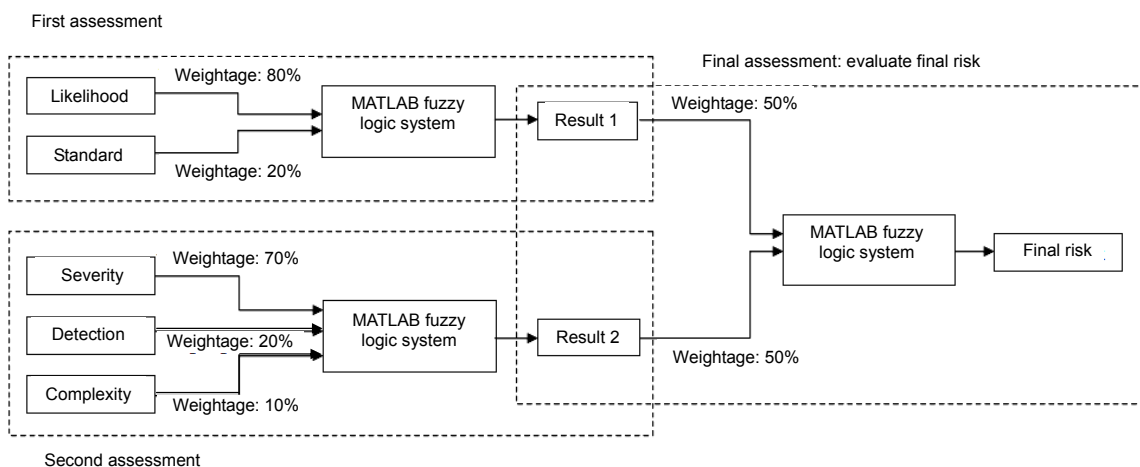 First assessment
Final assessment: evaluate final risk
Weightage: 80%
Likelihood
MATLAB fuzzy
logic system
Standard
Weightage: 20%
Result 1
Weightage: 50%
MATLAB fuzzy
logic system
Final risk
Weightage: 70%
Severity
Detection
Weightage: 20%
MATLAB fuzzy
logic system
Result 2
Weightage: 50%
Complexity
Weightage: 10%
Second assessment